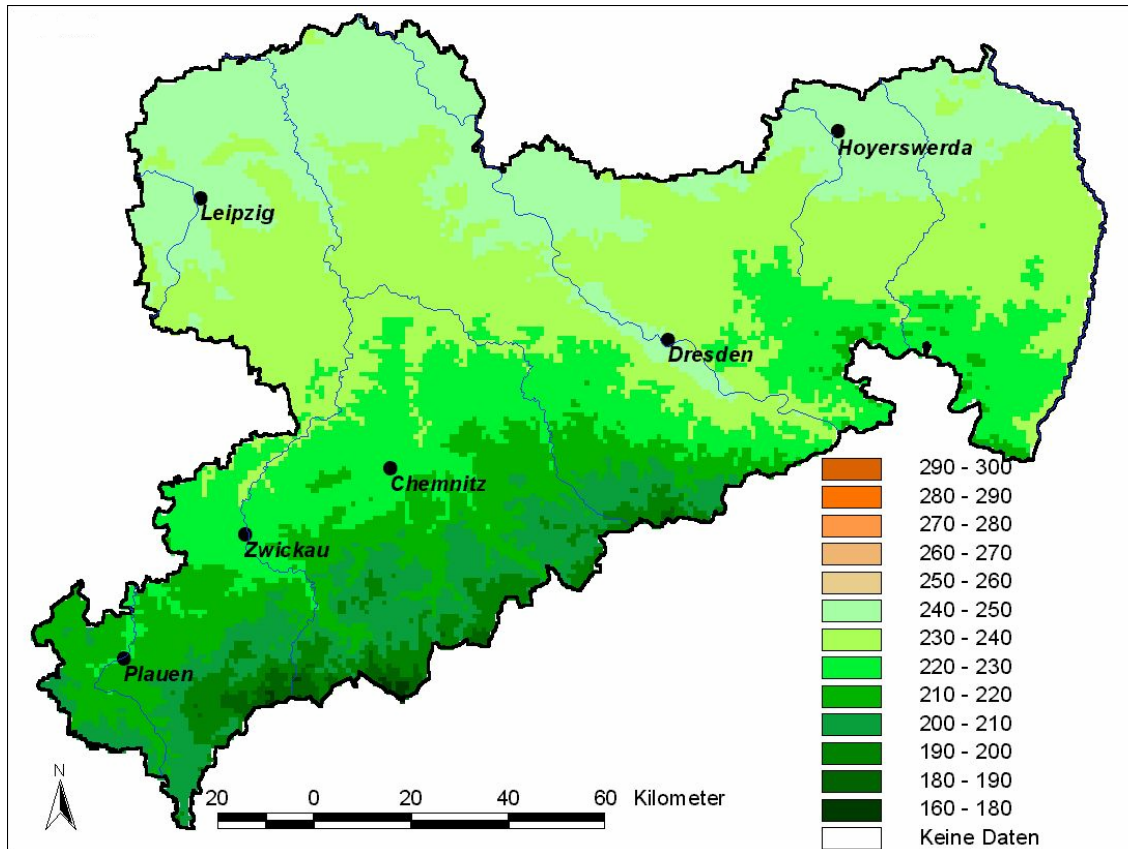 Hoyerswerda
Leipzig
Dresden
Chemnitz
Zwickau
Plauen
290 - 300
280 - 290
270 - 280
260 - 270
250 - 260
240 - 250
230 - 240
220 - 230
210 - 220
200 - 210
190 - 200
180 - 190
160 - 180
Keine Daten
N
20 0 20 40 60 Kilometer